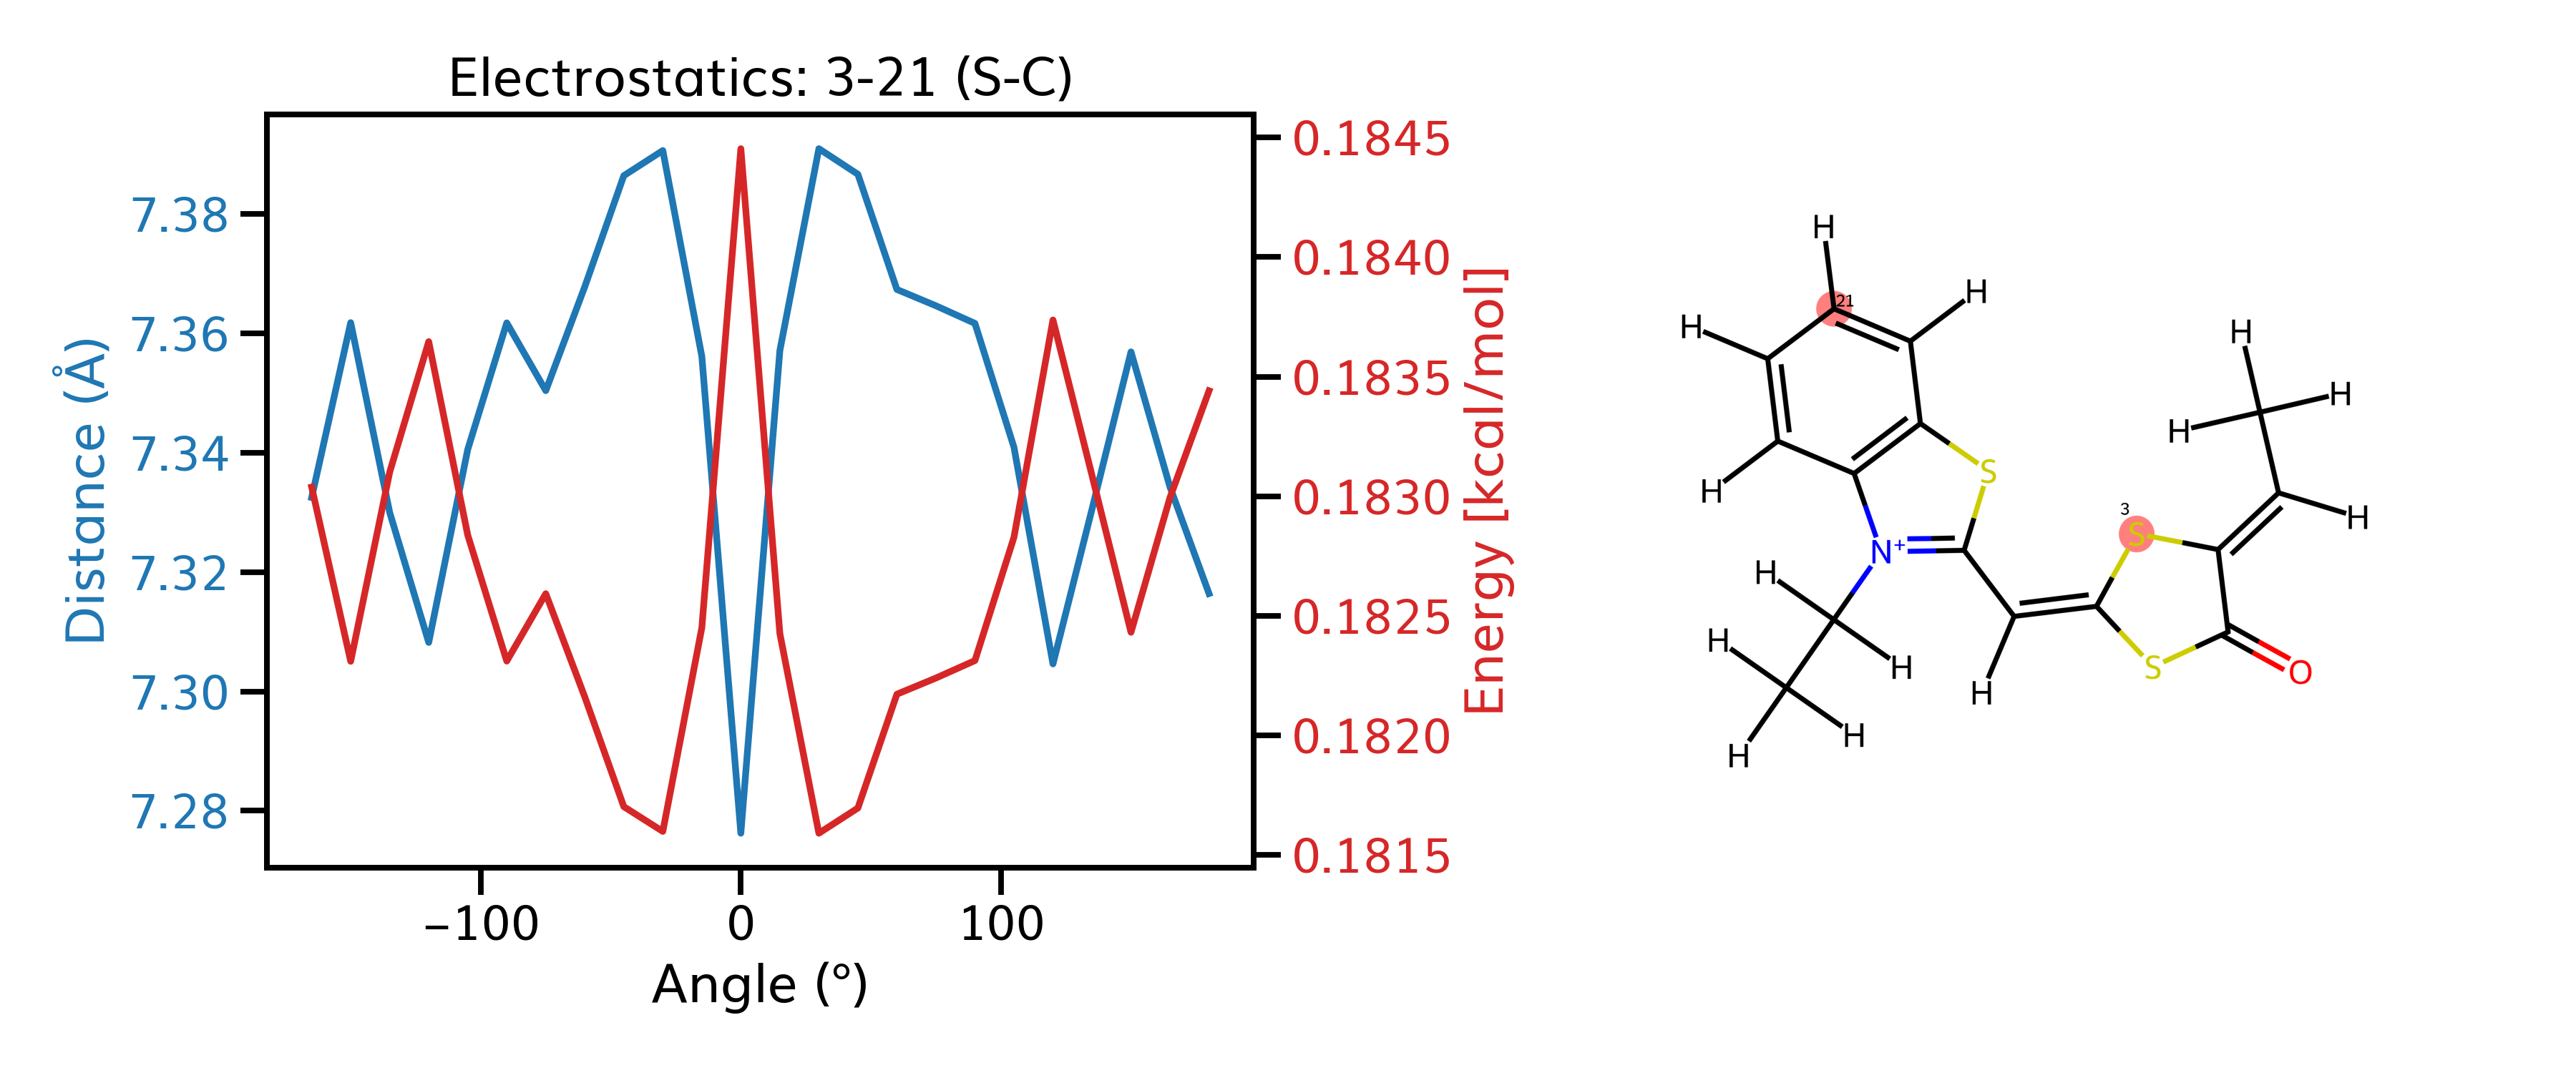 Electrostatics: 3-21 (S-C)
Distance (Å)
7.38
7.36
7.34
7.32
7.30
7.28
0.1845
0.1840
0.1835
0.1830
0.1825
0.1820
0.1815
Energy [kcal/mol]
−100 0 100
Angle (°)
H
H
21
H
H
H
H
H
S
H
3
S
H
N+
H
H
H
S
O
H
H
H